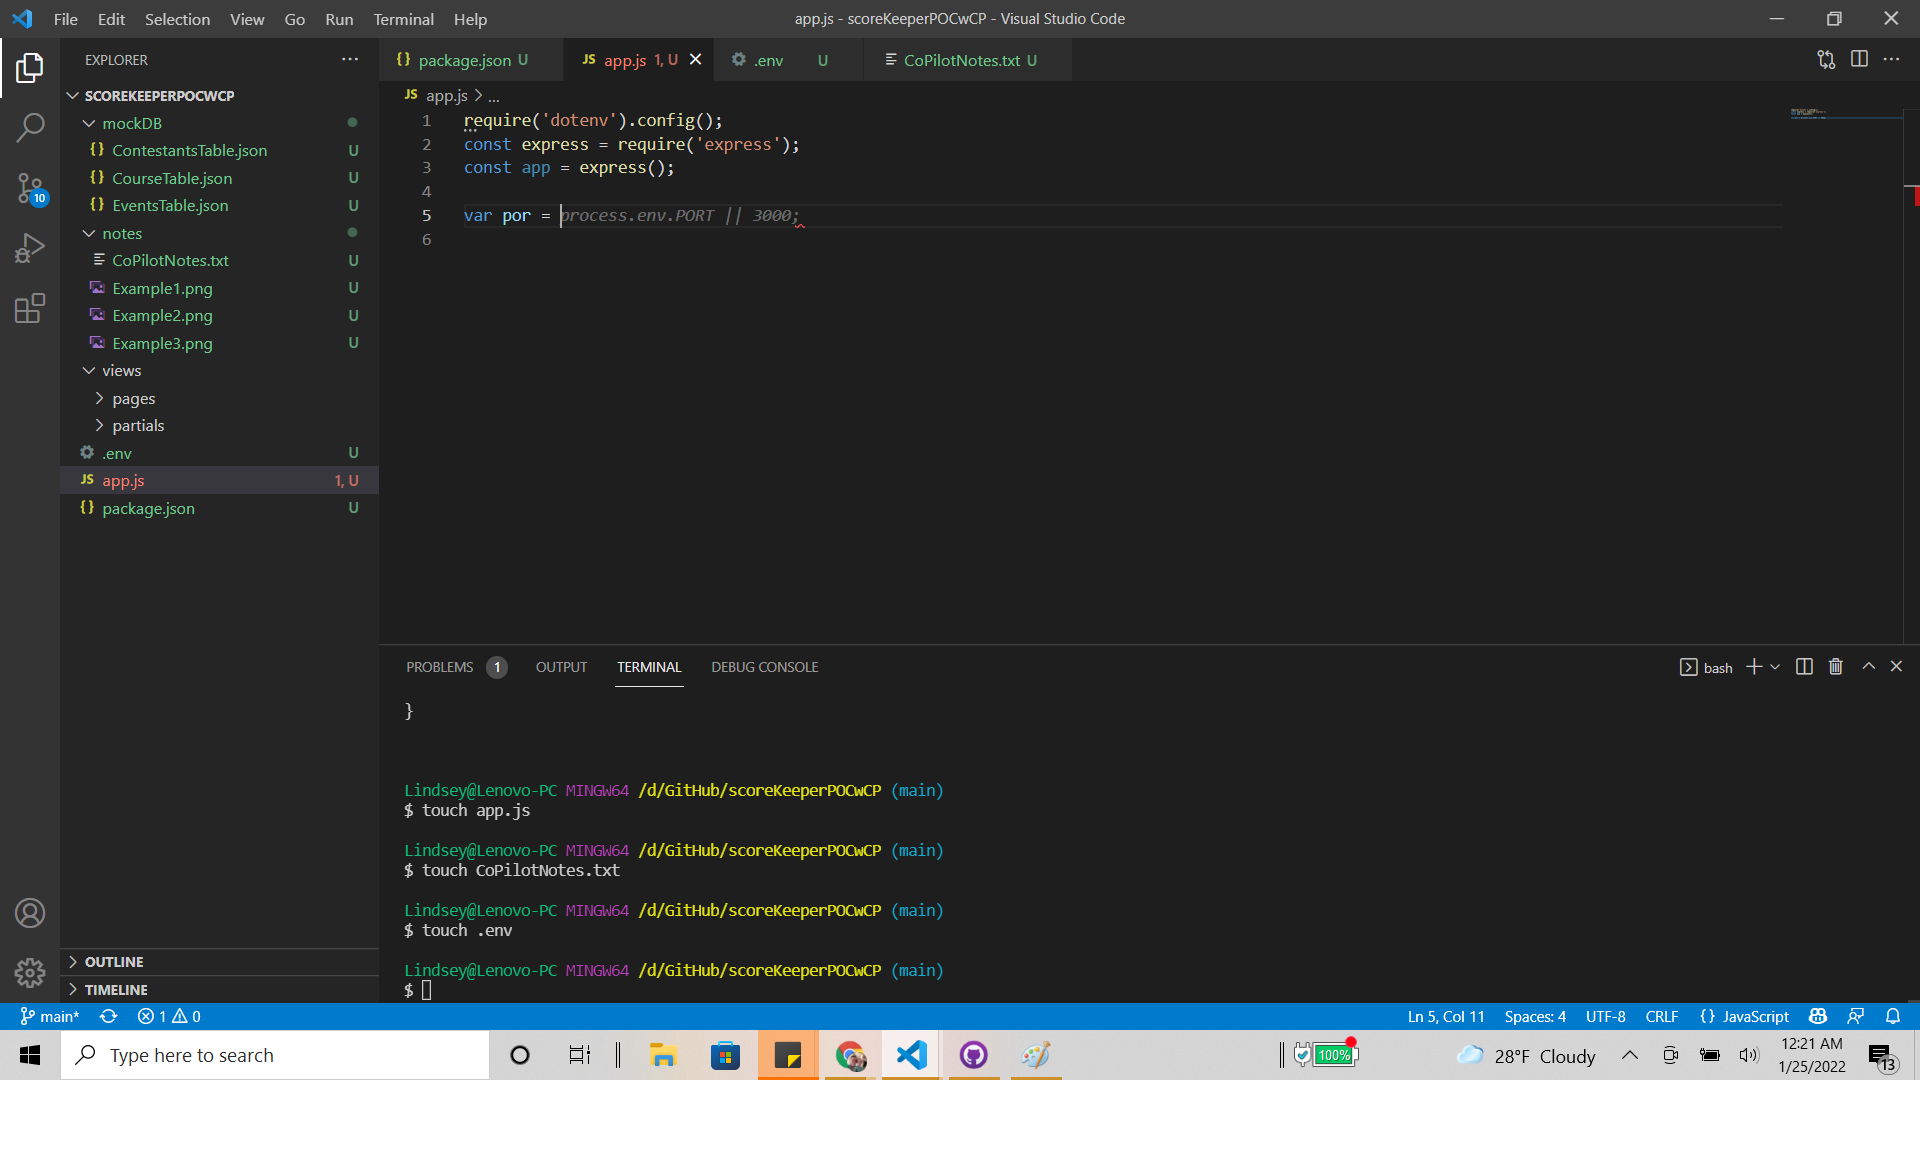 File Edit Selection View Go Run Terminal Help
app.js - scoreKeeperPOCwCP - Visual Studio Code
EXPLORER
package.json U
JS app.js 1, U
.env U
CoPilotNotes.txt U
SCOREKEEPERPOCWCP
mockDB
{} ContestantsTable.json U
{} CourseTable.json U
{} EventsTable.json U
notes
CoPilotNotes.txt U
Example1.png U
Example2.png U
Example3.png U
views
pages
partials
.env U
JS app.js 1, U
{} package.json U
OUTLINE
TIMELINE
10
JS app.js > ...
1 require('dotenv').config();
2 const express = require('express');
3 const app = express();
4
5 var por = process.env.PORT || 3000;
6
PROBLEMS 1 OUTPUT TERMINAL DEBUG CONSOLE
bash
}
Lindsey@Lenovo-PC MINGW64 /d/GitHub/scoreKeeperPOCwCP (main)
$ touch app.js
Lindsey@Lenovo-PC MINGW64 /d/GitHub/scoreKeeperPOCwCP (main)
$ touch CoPilotNotes.txt
Lindsey@Lenovo-PC MINGW64 /d/GitHub/scoreKeeperPOCwCP (main)
$ touch .env
Lindsey@Lenovo-PC MINGW64 /d/GitHub/scoreKeeperPOCwCP (main)
$
main* 1 0
Ln 5, Col 11 Spaces: 4 UTF-8 CRLF {} JavaScript
Type here to search
100%
28°F Cloudy
12:21 AM
1/25/2022
13